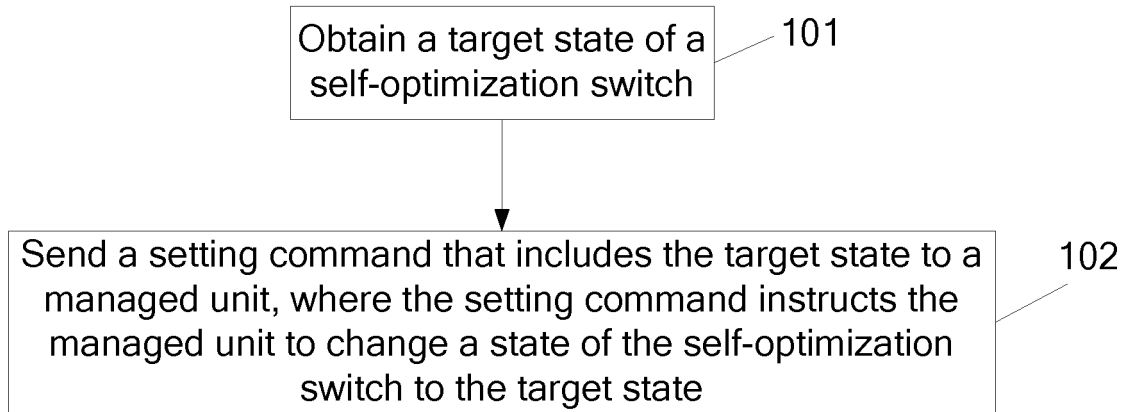 Obtain a target state of a
self-optimization switch
101
Send a setting command that includes the target state to a
managed unit, where the setting command instructs the
managed unit to change a state of the self-optimization
switch to the target state
102